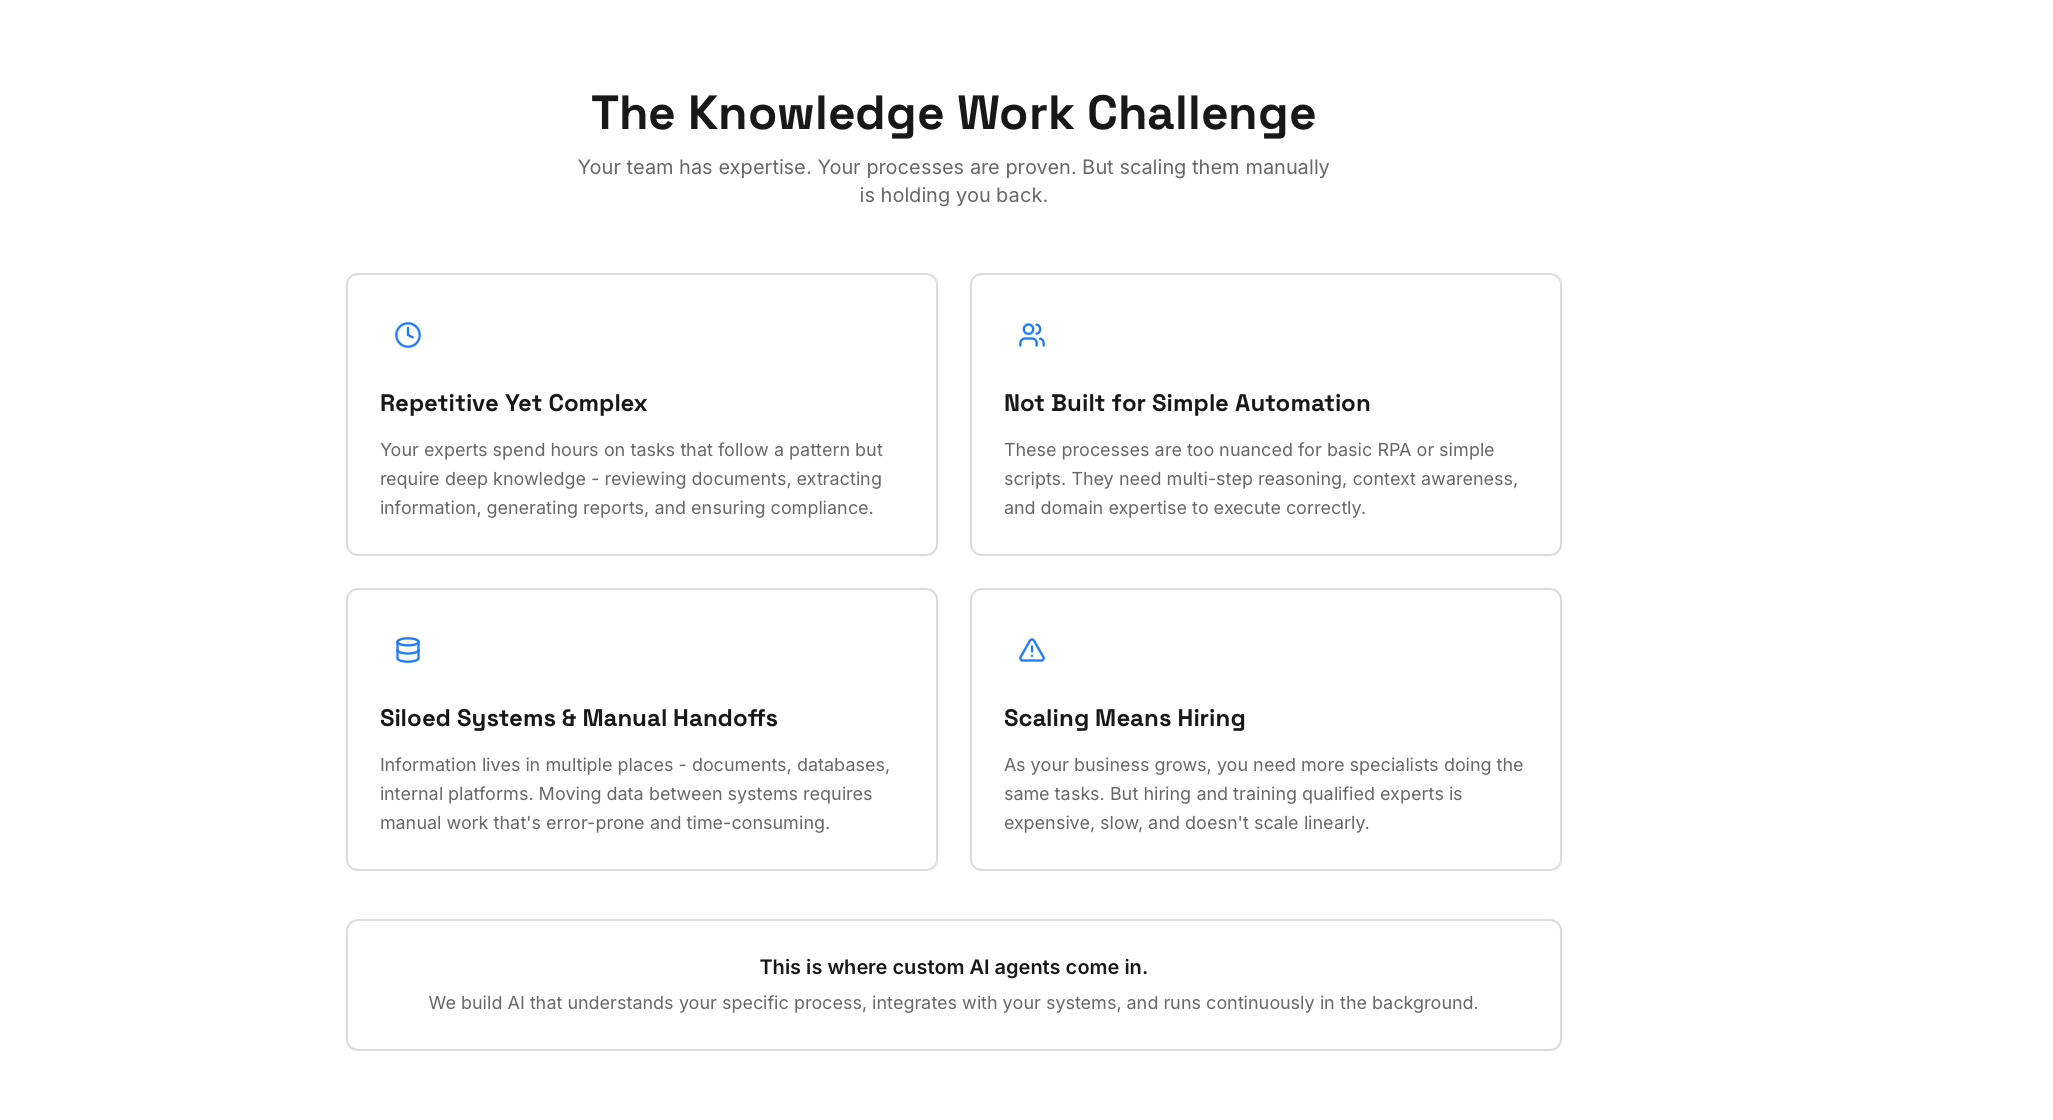 The Knowledge Work Challenge
Your team has expertise. Your processes are proven. But scaling them manually
is holding you back.
Repetitive Yet Complex
Your experts spend hours on tasks that follow a pattern but
require deep knowledge - reviewing documents, extracting
information, generating reports, and ensuring compliance.
Not Built for Simple Automation
These processes are too nuanced for basic RPA or simple
scripts. They need multi-step reasoning, context awareness,
and domain expertise to execute correctly.
Siloed Systems & Manual Handoffs
Information lives in multiple places - documents, databases,
internal platforms. Moving data between systems requires
manual work that's error-prone and time-consuming.
Scaling Means Hiring
As your business grows, you need more specialists doing the
same tasks. But hiring and training qualified experts is
expensive, slow, and doesn't scale linearly.
This is where custom AI agents come in.
We build AI that understands your specific process, integrates with your systems, and runs continuously in the background.